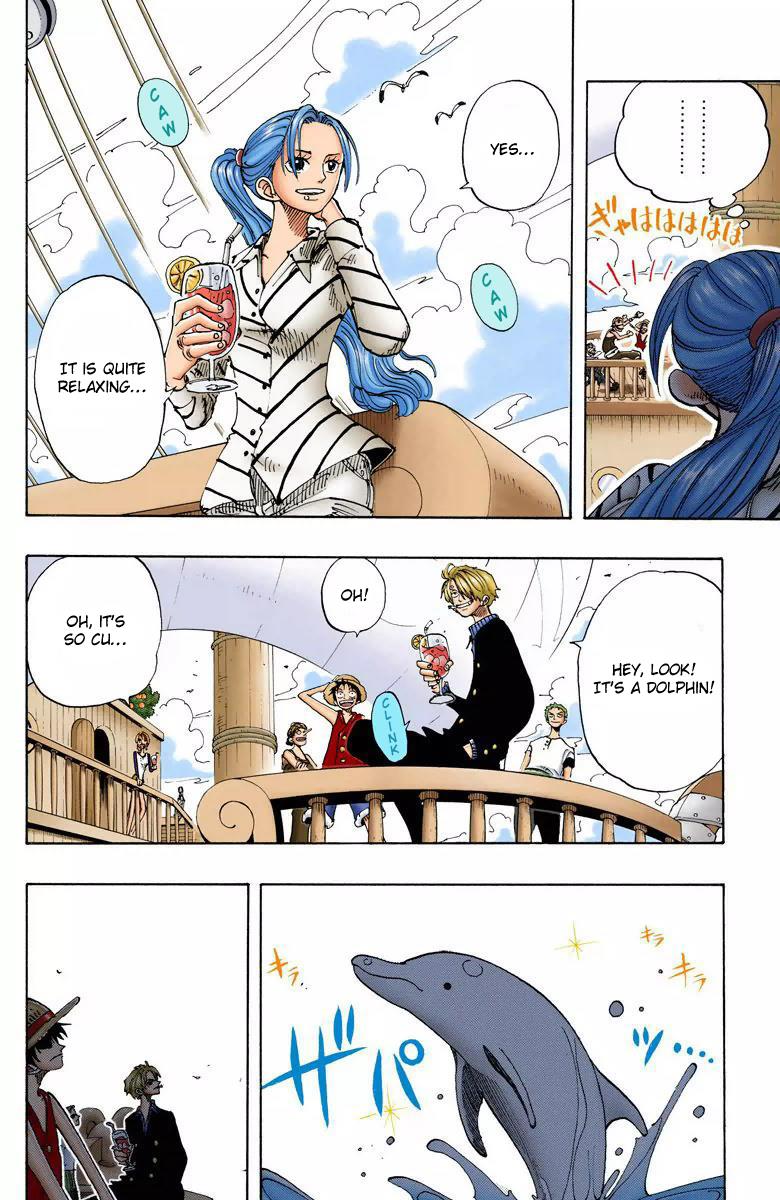 ………
ぎゃはははは
YES...
CAW
CAW
IT IS QUITE
RELAXING...
HEY, LOOK!
IT'S A DOLPHIN!
OH!
CLINK
OH, IT'S
SO CU...
キラ
キラ
キラ
ザパッ…